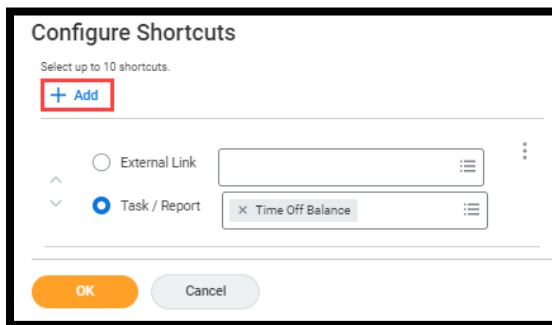 Configure Shortcuts
Select up to 10 shortcuts.
+ Add
External Link
Task / Report
× Time Off Balance
OK
Cancel